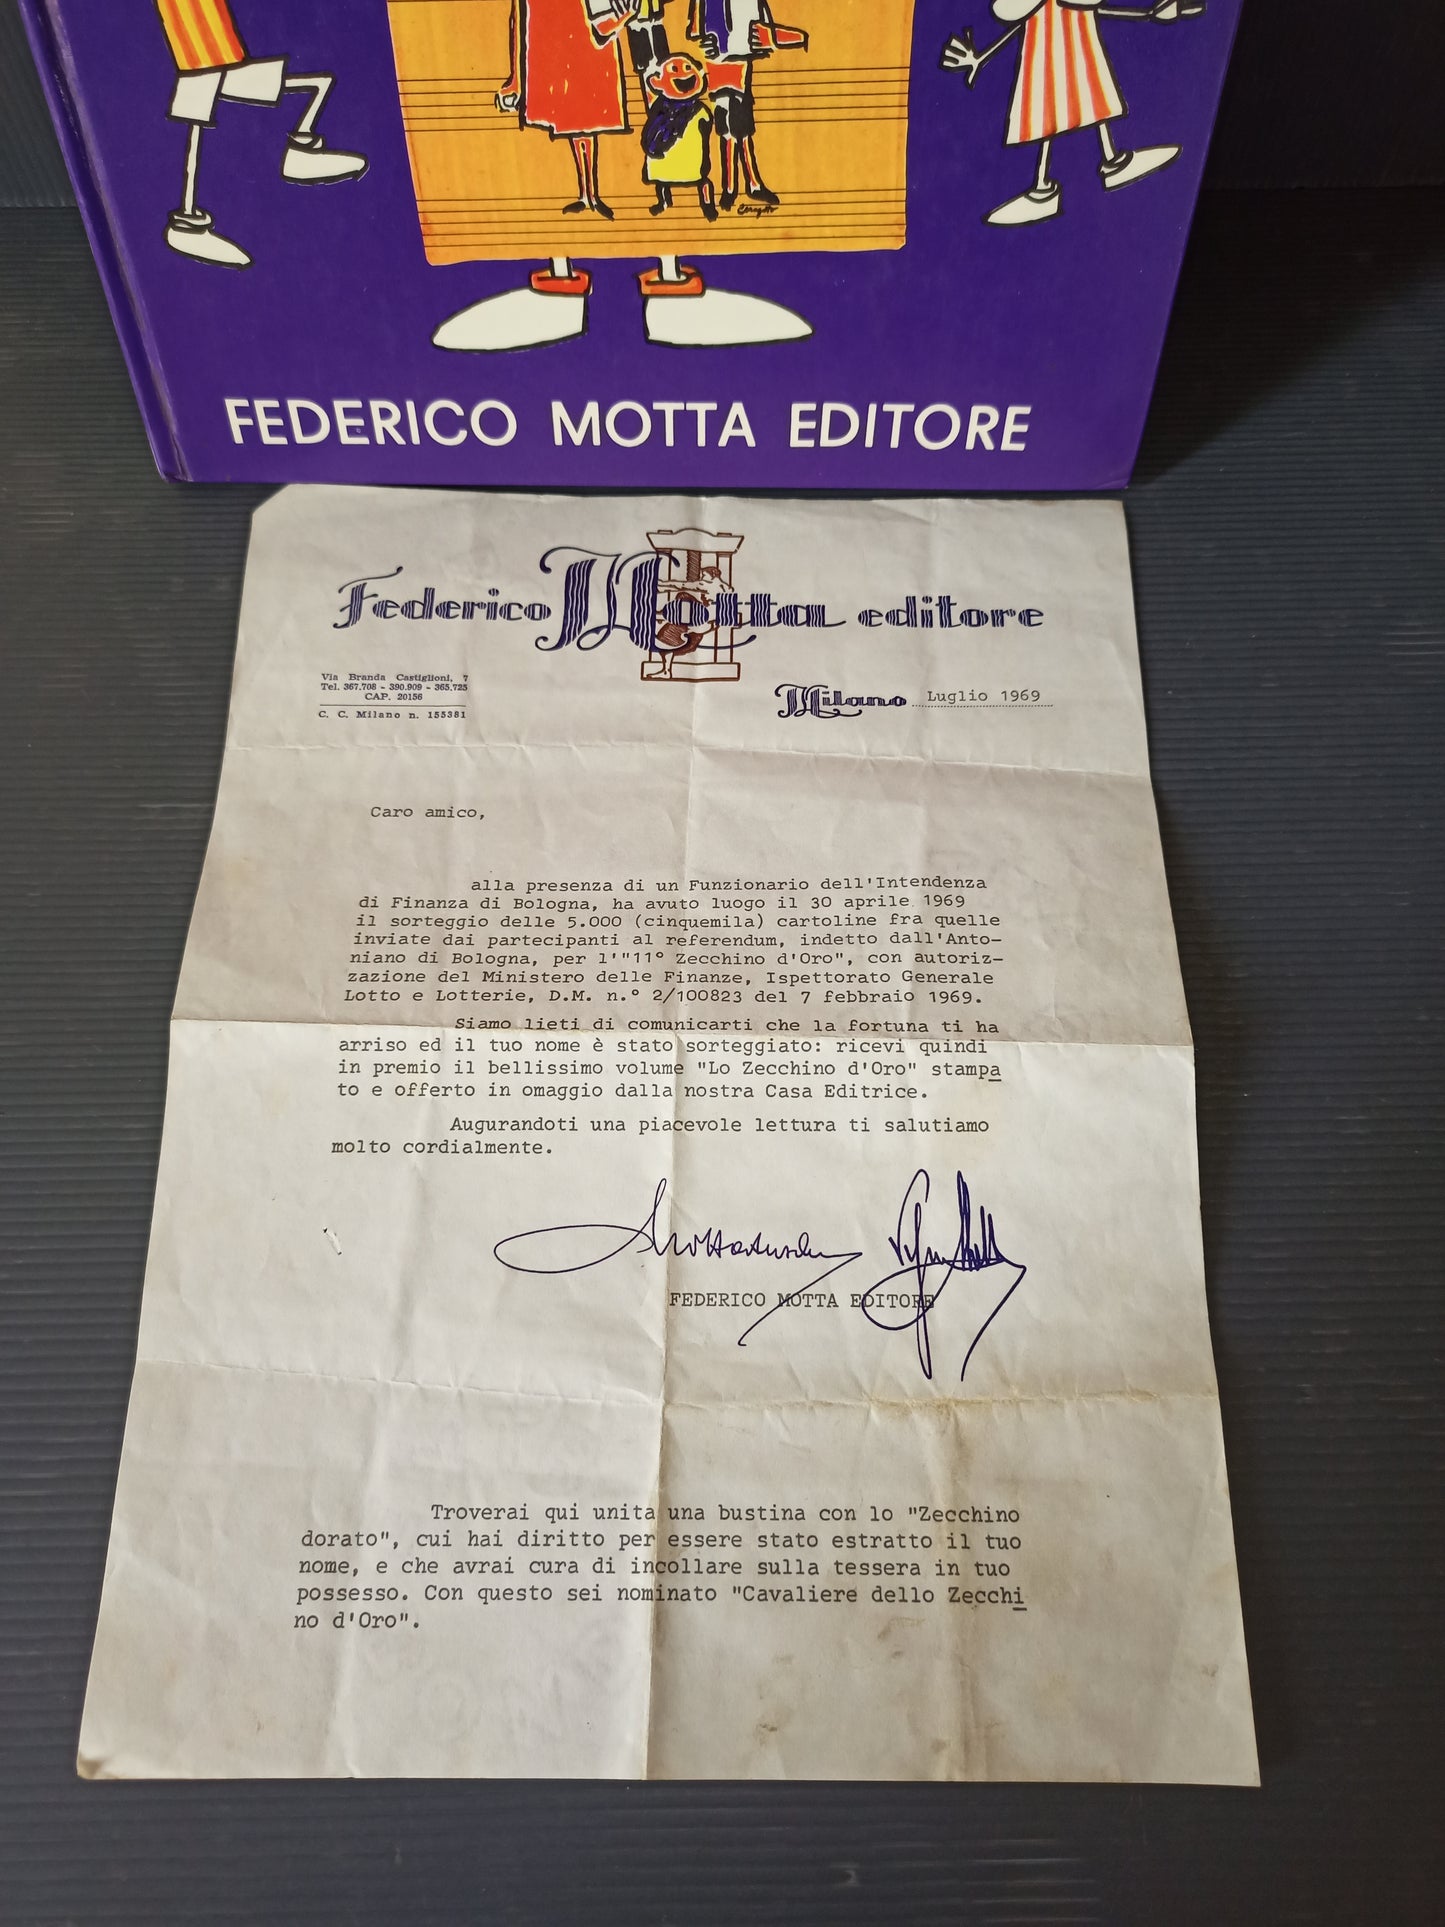 FEDERICO MOTTA EDITORE
Federico Motta editore
Via Branda Castiglioni, 7
Tel. 367.708 - 390.909 - 365.725
CAP. 20156
C. C. Milano n. 155381
Milano Luglio 1969
Caro amico,
alla presenza di un Funzionario dell'Intendenza
di Finanza di Bologna, ha avuto luogo il 30 aprile 1969
il sorteggio delle 5.000 (cinquemila) cartoline fra quelle
inviate dai partecipanti al referendum, indetto dall'Anto-
niano di Bologna, per l'"11° Zecchino d'Oro", con autoriz-
zazione del Ministero delle Finanze, Ispettorato Generale
Lotto e Lotterie, D.M. n.° 2/100823 del 7 febbraio 1969.
Siamo lieti di comunicarti che la fortuna ti ha
arriso ed il tuo nome è stato sorteggiato: ricevi quindi
in premio il bellissimo volume "Lo Zecchino d'Oro" stampa
to e offerto in omaggio dalla nostra Casa Editrice.
Augurandoti una piacevole lettura ti salutiamo
molto cordialmente.
FEDERICO MOTTA EDITORE
Troverai qui unita una bustina con lo "Zecchino
dorato", cui hai diritto per essere stato estratto il tuo
nome, e che avrai cura di incollare sulla tessera in tuo
possesso. Con questo sei nominato "Cavaliere dello Zecchi
no d'Oro".